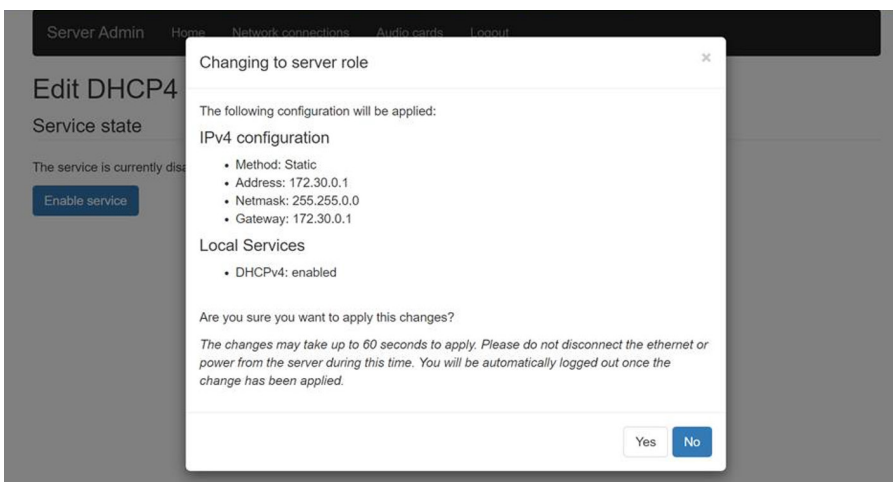 Server Admin Home Network connections Audio cards Logout
Changing to server role ×
Edit DHCP4
Service state
The service is currently disa
Enable service
The following configuration will be applied:
IPv4 configuration
• Method: Static
• Address: 172.30.0.1
• Netmask: 255.255.0.0
• Gateway: 172.30.0.1
Local Services
• DHCPv4: enabled
Are you sure you want to apply this changes?
The changes may take up to 60 seconds to apply. Please do not disconnect the ethernet or
power from the server during this time. You will be automatically logged out once the
change has been applied.
Yes No